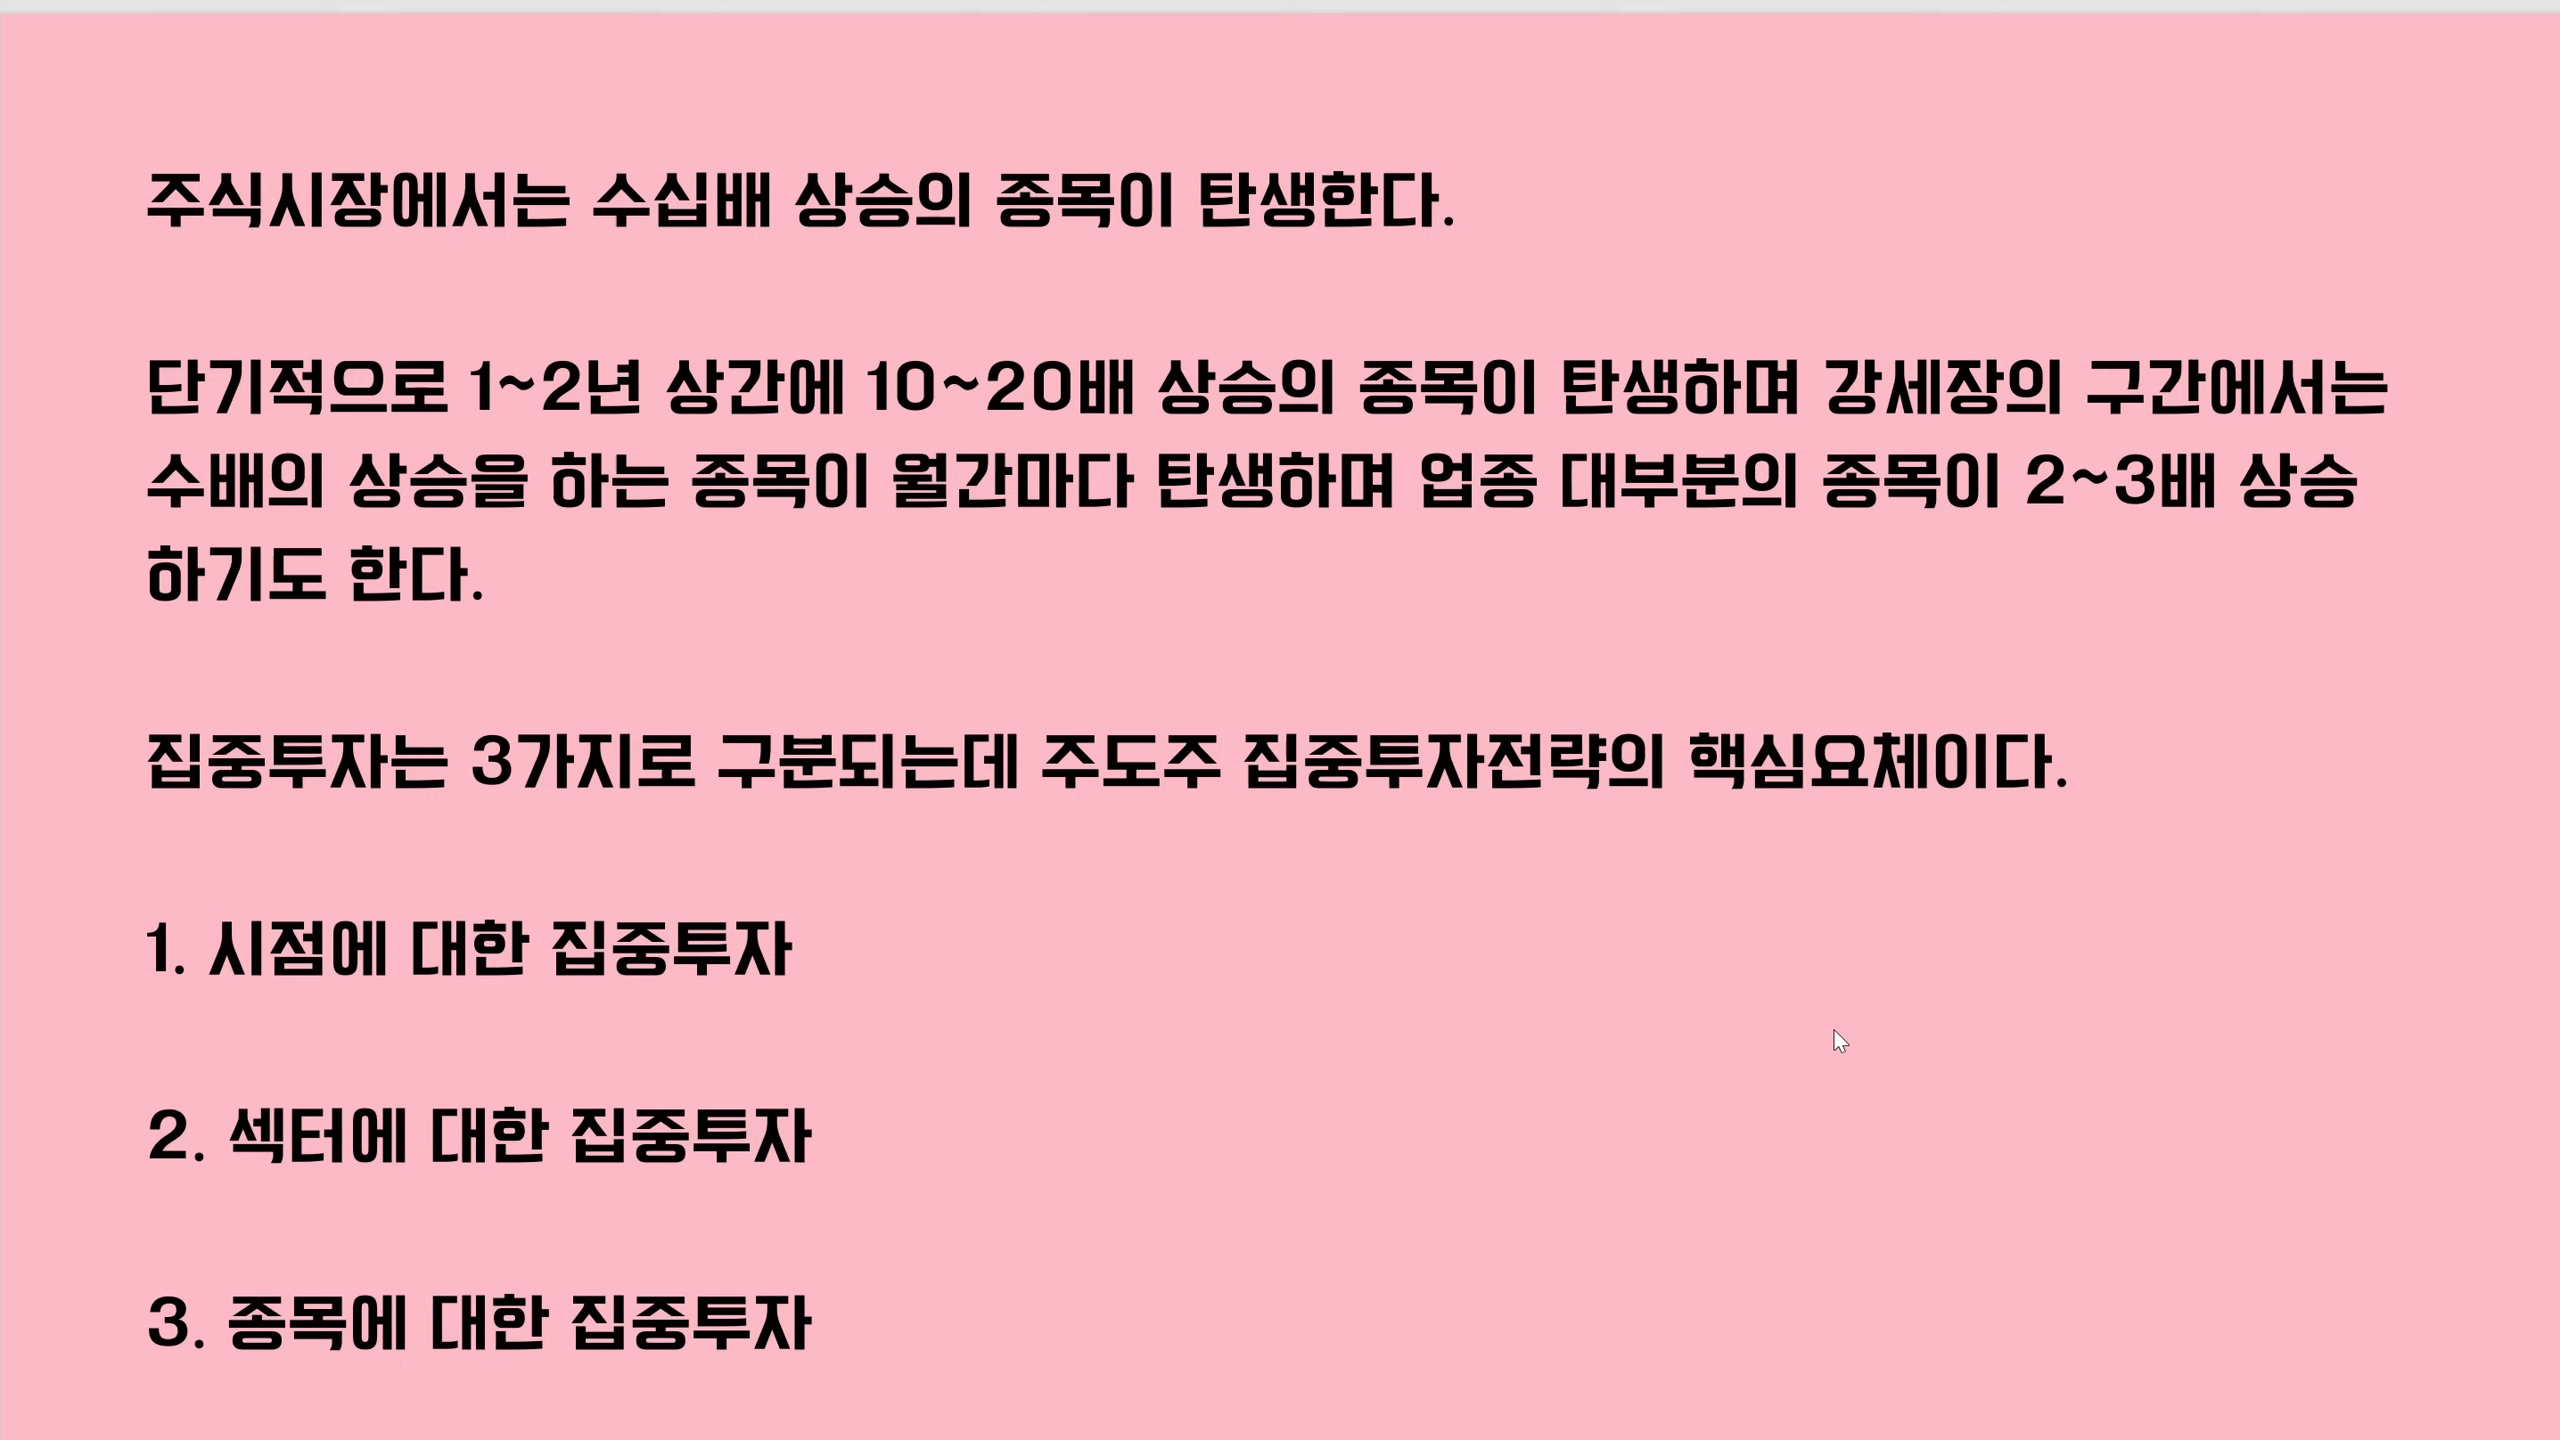 주식시장에서는 수십배 상승의 종목이 탄생한다.
단기적으로 1~2년 상간에 10~20배 상승의 종목이 탄생하며 강세장의 구간에서는
수배의 상승을 하는 종목이 월간마다 탄생하며 업종 대부분의 종목이 2~3배 상승
하기도 한다.
집중투자는 3가지로 구분되는데 주도주 집중투자전략의 핵심요체이다.
1. 시점에 대한 집중투자
2. 섹터에 대한 집중투자
3. 종목에 대한 집중투자